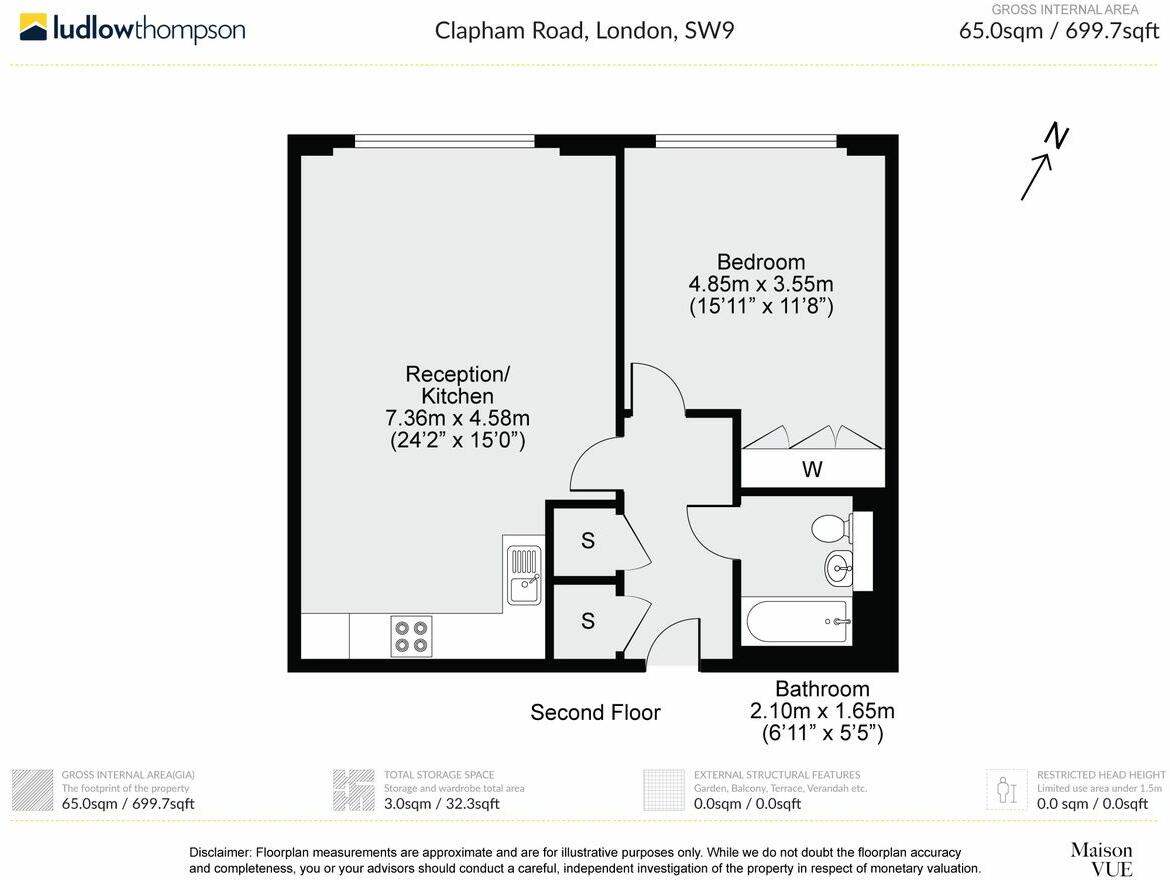 ludlowthompson
Clapham Road, London, SW9
GROSS INTERNAL AREA
65.0sqm / 699.7sqft
N
Bedroom
4.85m x 3.55m
(15'11” x 11'8”)
Reception/
Kitchen
7.36m x 4.58m
(24'2” x 15'0”)
W
S
S
Second Floor
Bathroom
2.10m x 1.65m
(6'11” x 5'5”)
GROSS INTERNAL AREA(GIA)
The footprint of the property
65.0sqm / 699.7sqft
TOTAL STORAGE SPACE
Storage and wardrobe total area
3.0sqm / 32.3sqft
EXTERNAL STRUCTURAL FEATURES
Garden, Balcony, Terrace, Verandah etc.
0.0sqm / 0.0sqft
RESTRICTED HEAD HEIGHT
Limited use area under 1.5m
0.0 sqm / 0.0sqft
Disclaimer: Floorplan measurements are approximate and are for illustrative purposes only. While we do not doubt the floorplan accuracy
and completeness, you or your advisors should conduct a careful, independent investigation of the property in respect of monetary valuation.
Maison
VUE